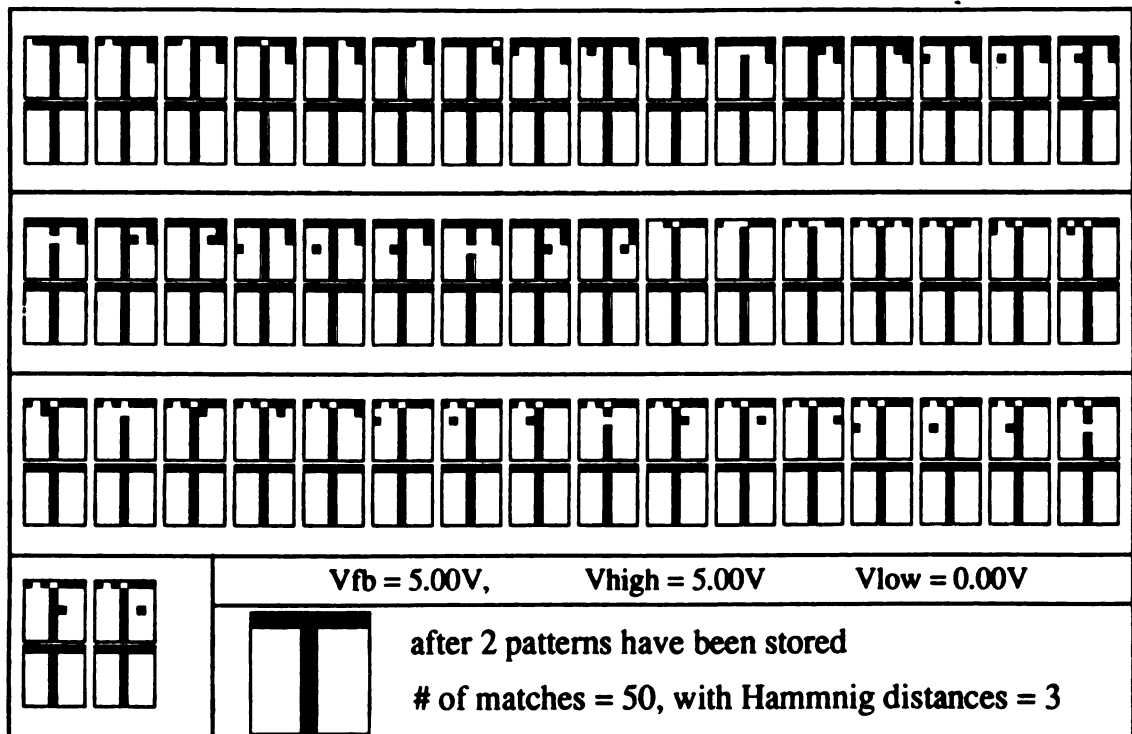 Vfb = 5.00V, Vhigh = 5.00V Vlow = 0.00V
after 2 patterns have been stored
# of matches = 50, with Hammnig distances = 3